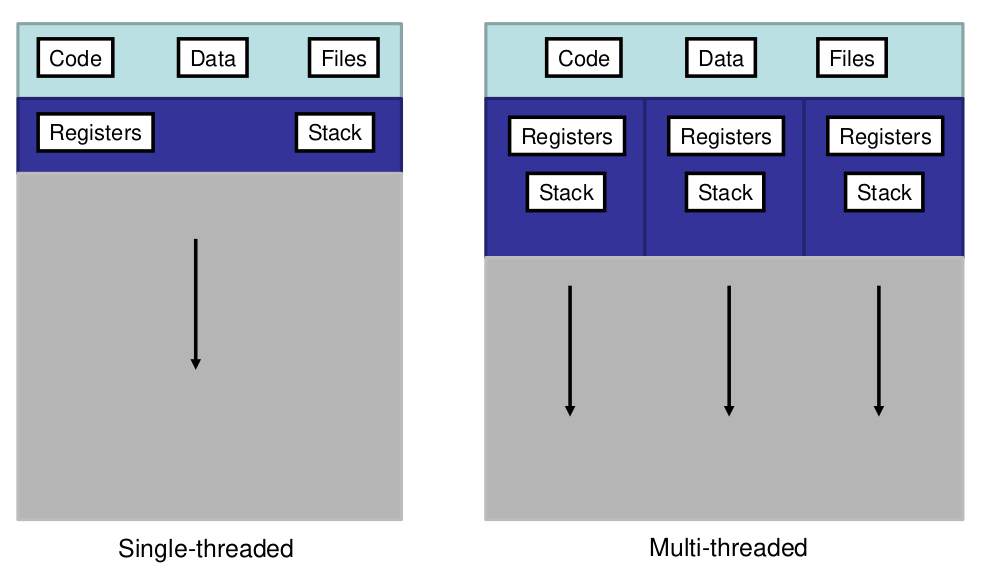 Code Data Files
Registers Stack
Single-threaded
Code Data Files
Registers Registers Registers
Stack Stack Stack
Multi-threaded